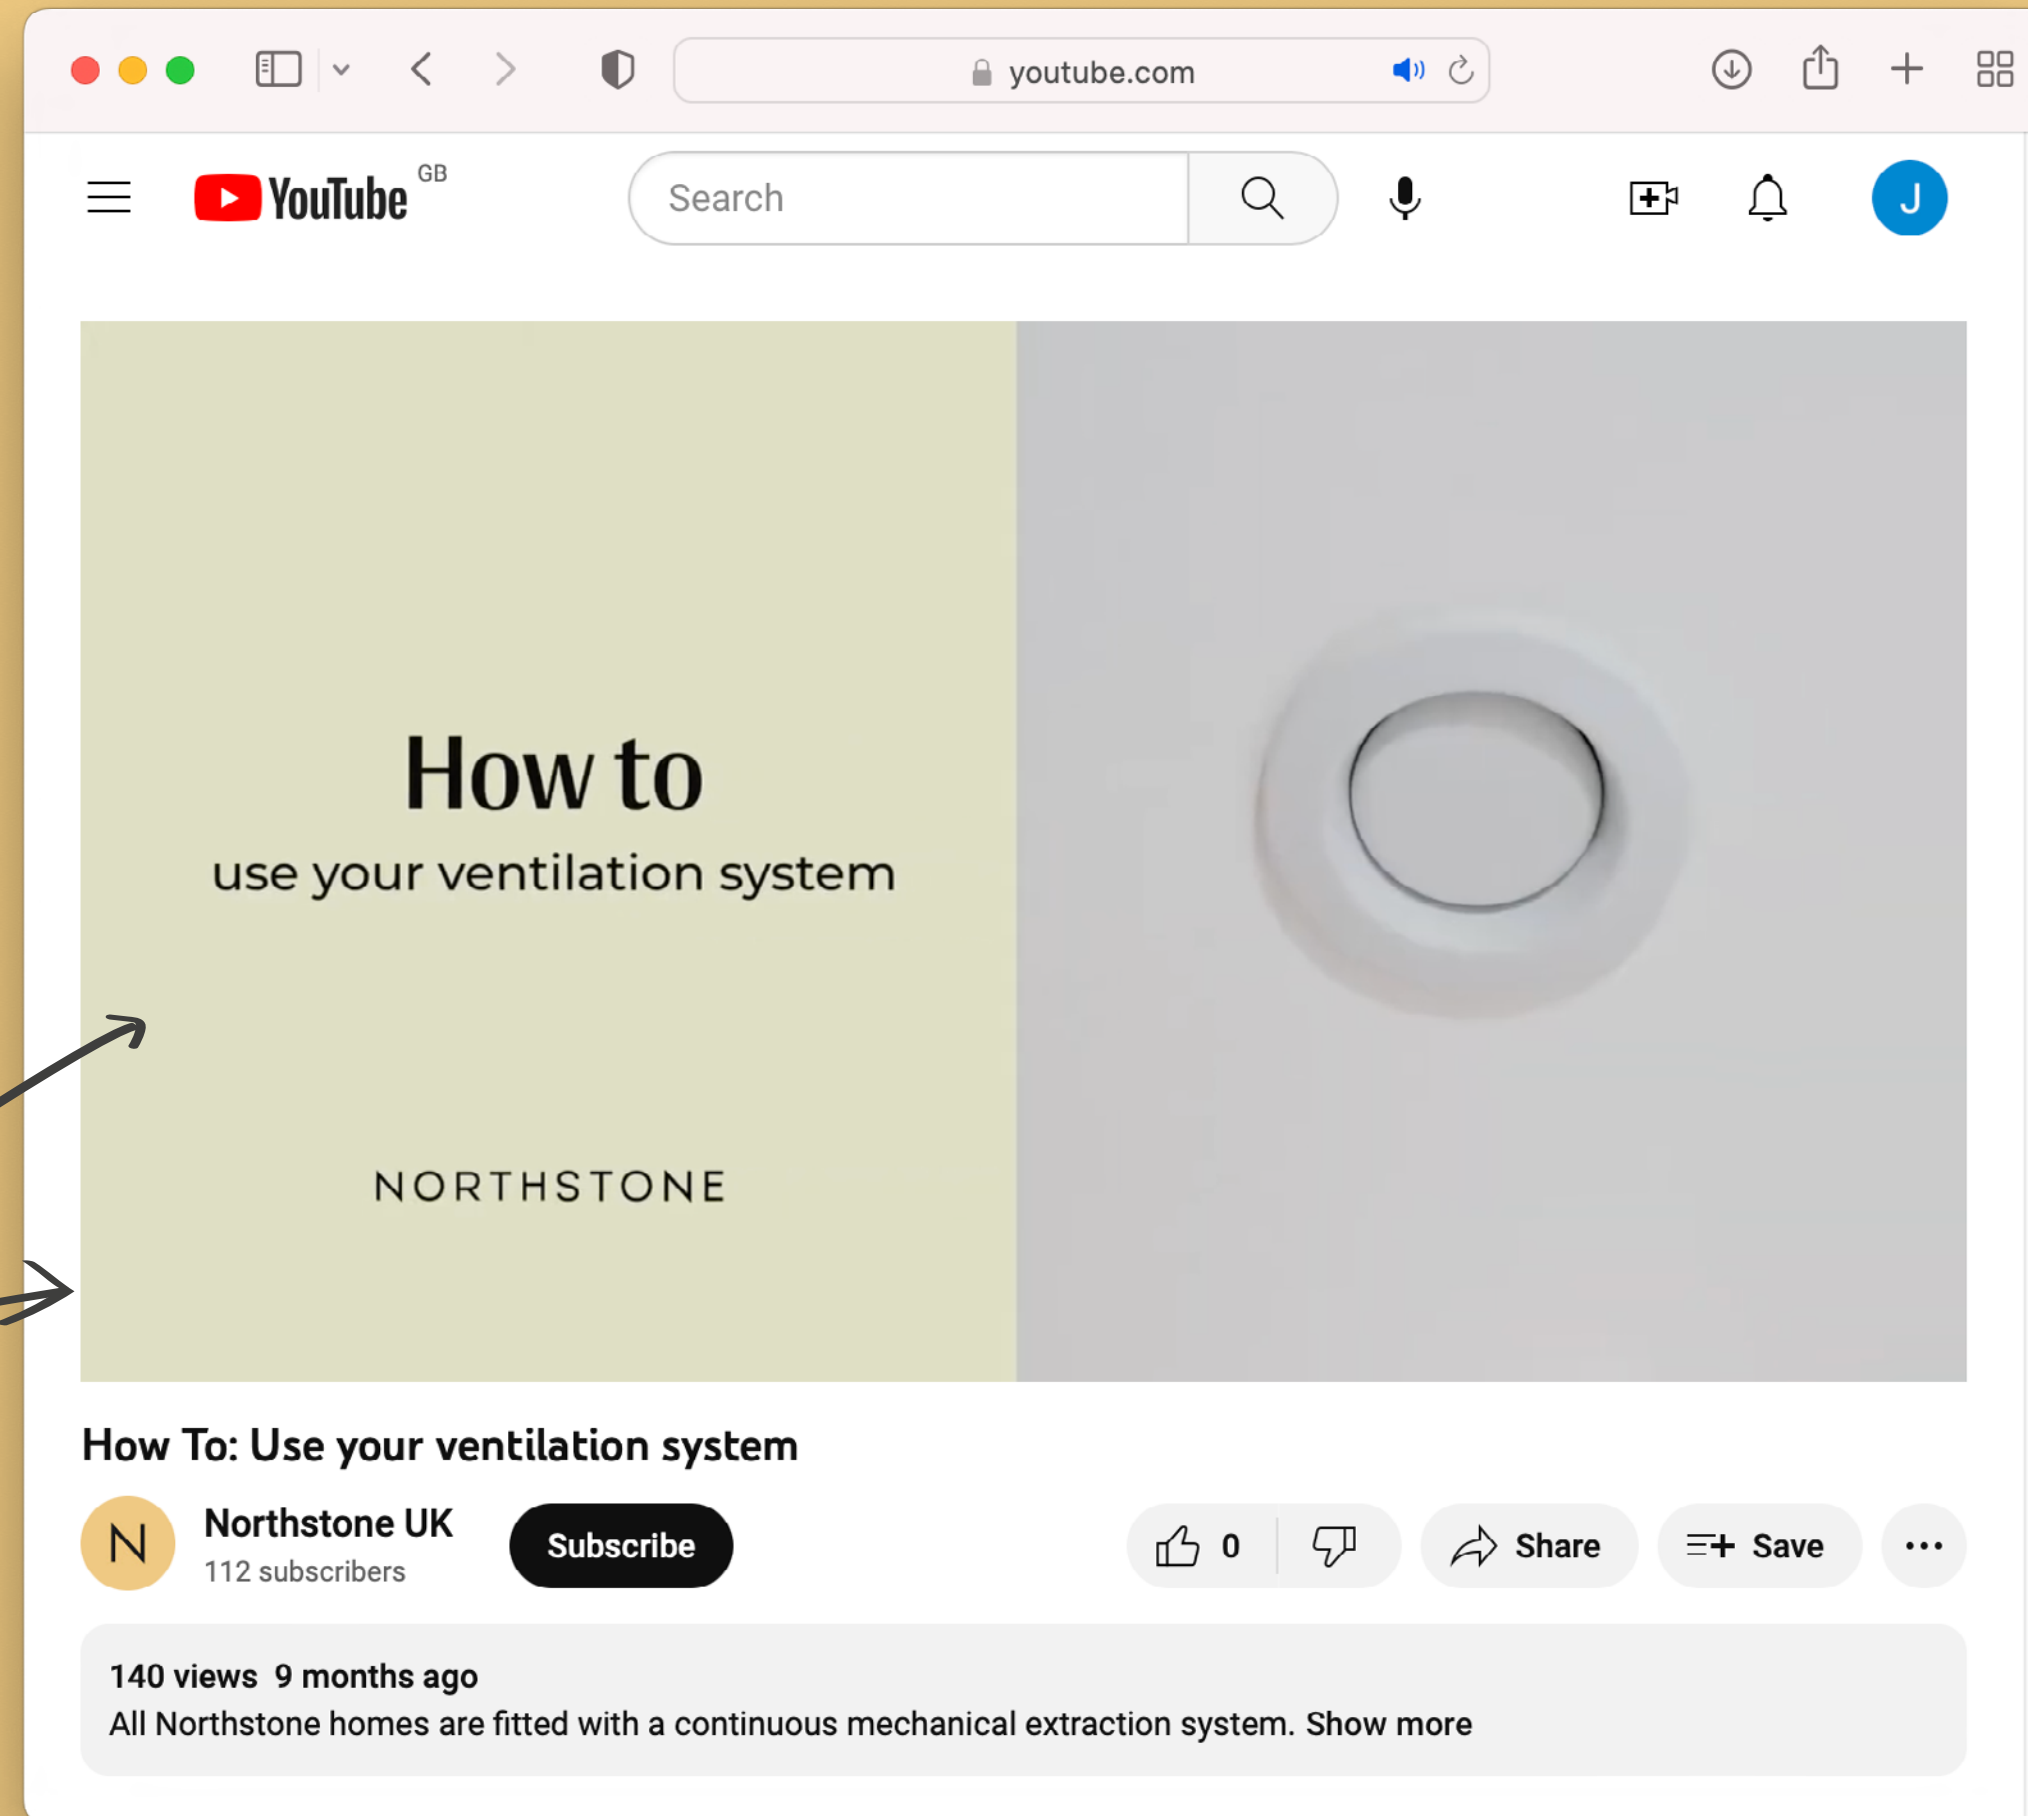 youtube.com
YouTube GB
Search
J
How to
use your ventilation system
NORTHSTONE
How To: Use your ventilation system
N
Northstone UK
112 subscribers
Subscribe
0
Share
Save
140 views 9 months ago
All Northstone homes are fitted with a continuous mechanical extraction system. Show more